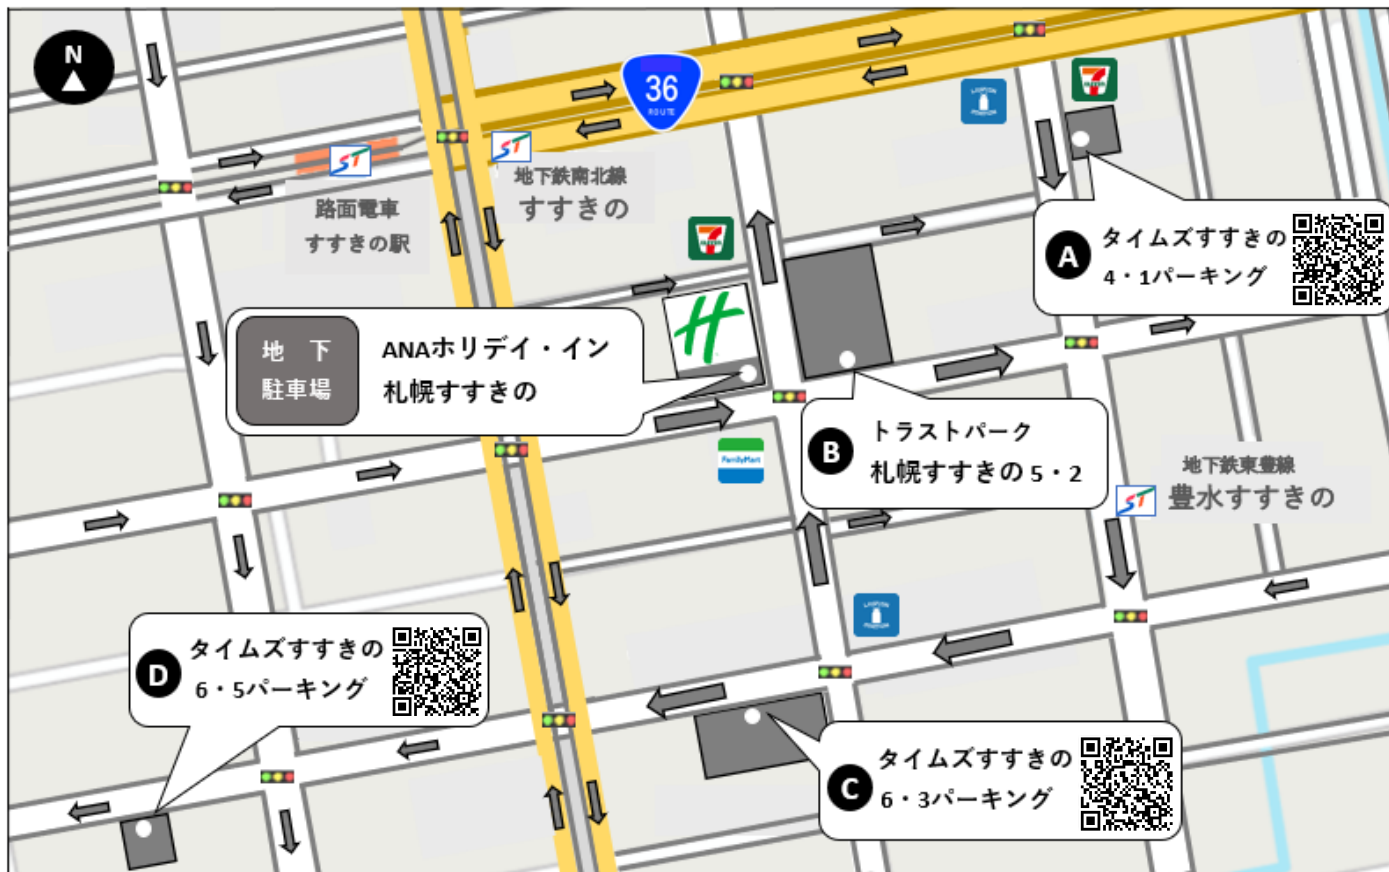 N
36
ROUTE
地下鉄南北線
すすきの
路面電車
すすきの駅
A
タイムズすすきの
4・1パーキング
地 下
駐車場
ANAホリデイ・イン
札幌すすきの
B
トラストパーク
札幌すすきの 5・2
FamilyMart
地下鉄東豊線
豊水すすきの
D
タイムズすすきの
6・5パーキング
C
タイムズすすきの
6・3パーキング